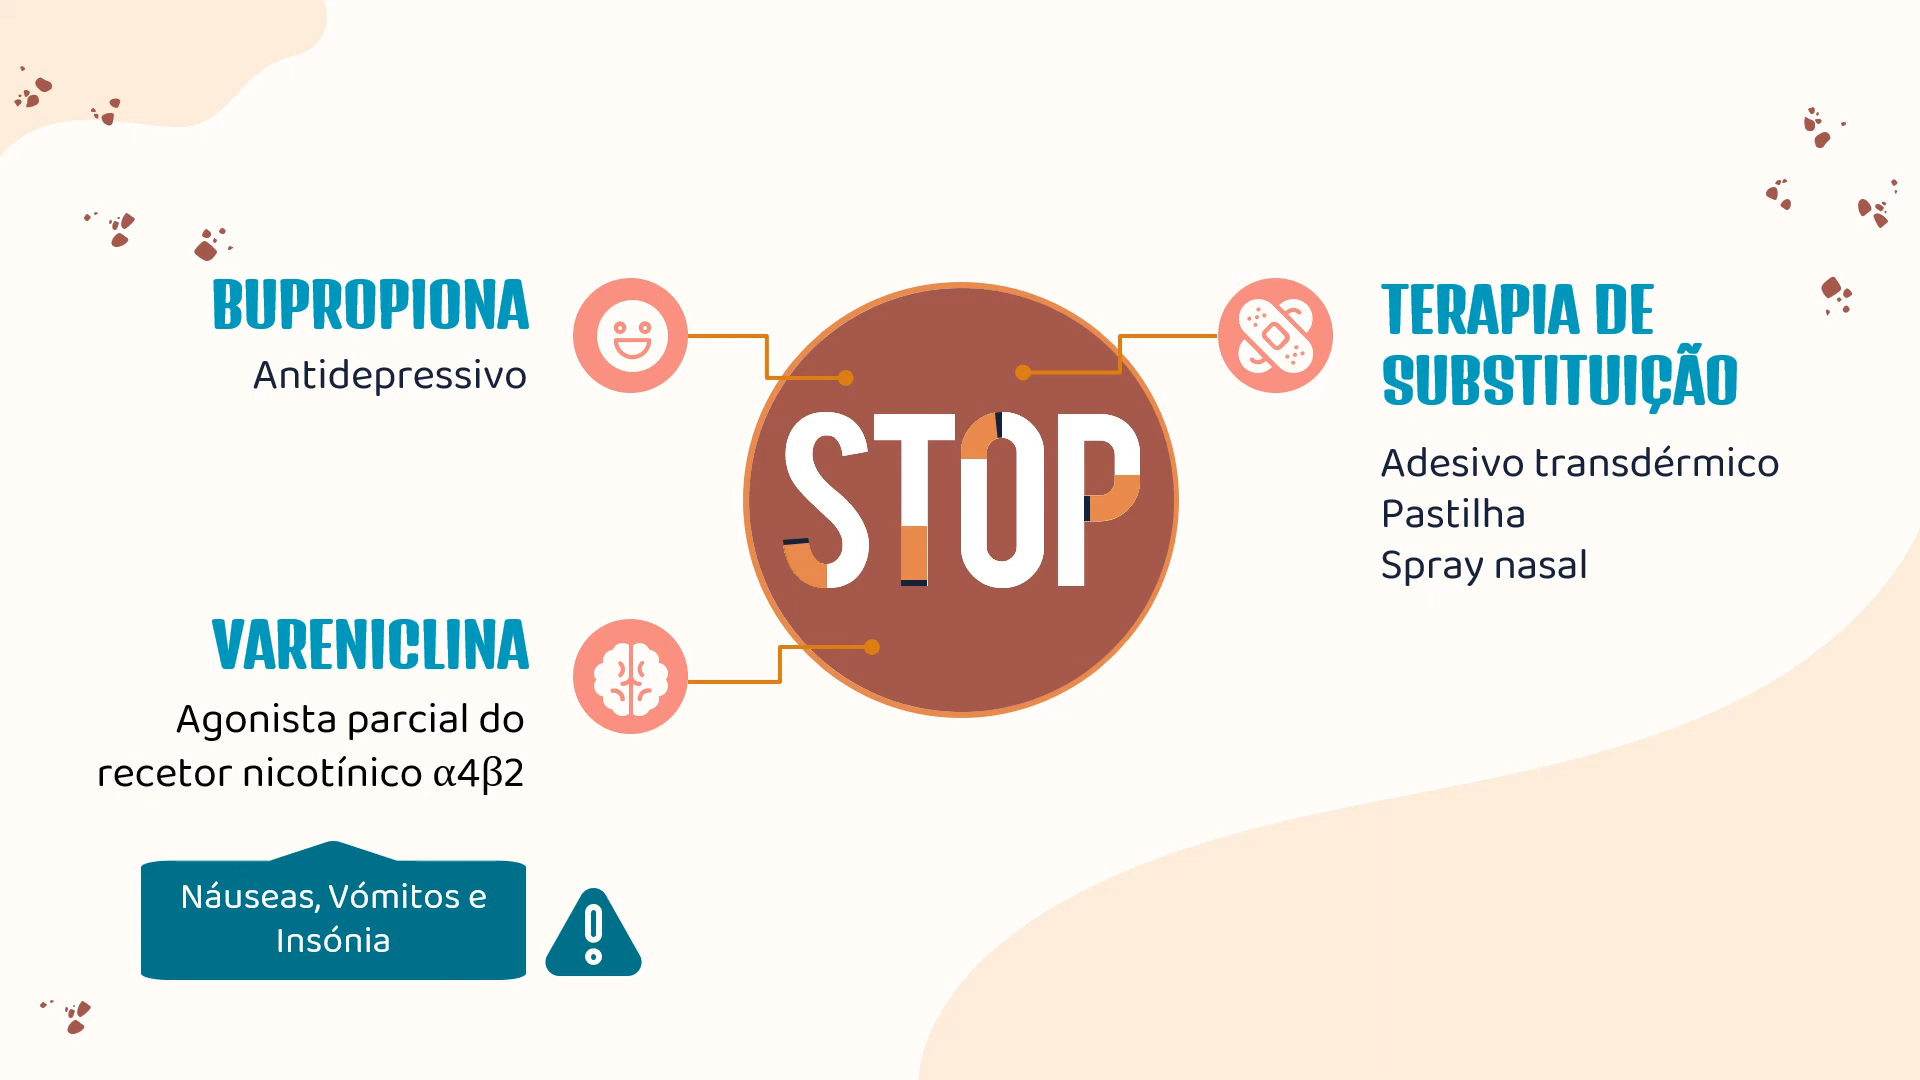 BUPROPIONA
Antidepressivo
VARENICLINA
Agonista parcial do
recetor nicotínico α4β2
Náuseas, Vómitos e
Insónia
STOP
TERAPIA DE
SUBSTITUIÇÃO
Adesivo transdérmico
Pastilha
Spray nasal